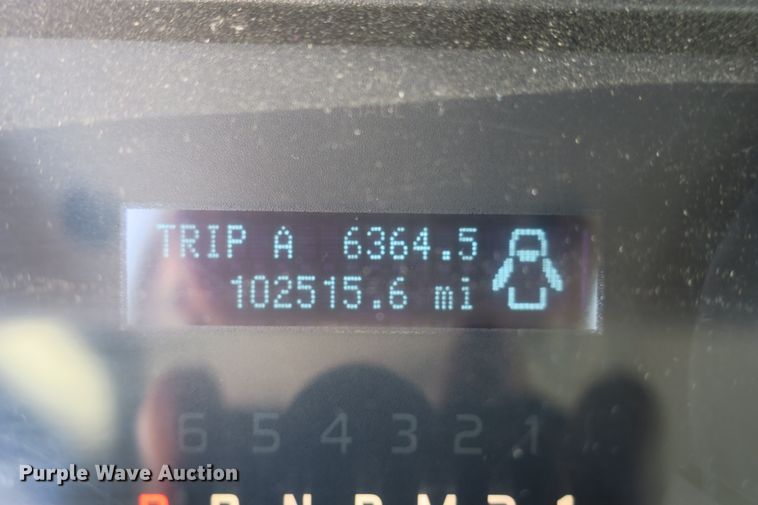 TRIP A 6364.5
102515.6 mi
6 5 4 3 2 1
Purple Wave Auction